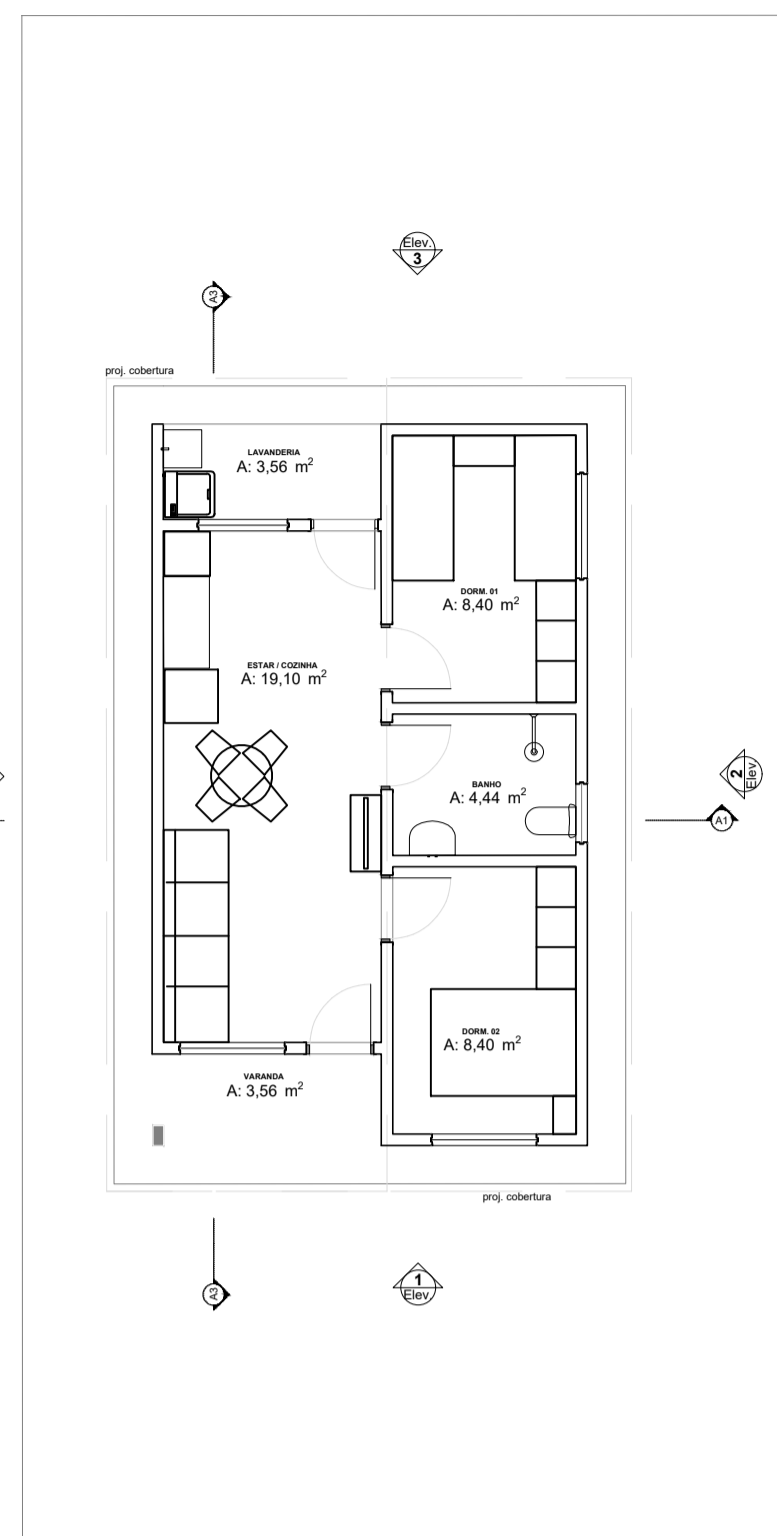 Elev.
3
A3
proj. cobertura
LAVANDERIA
A: 3,56 m²
DORM. 01
A: 8,40 m²
ESTAR / COZINHA
A: 19,10 m²
BANHO
A: 4,44 m²
2
Elev.
A1
DORM. 02
A: 8,40 m²
VARANDA
A: 3,56 m²
proj. cobertura
A3
1
Elev.